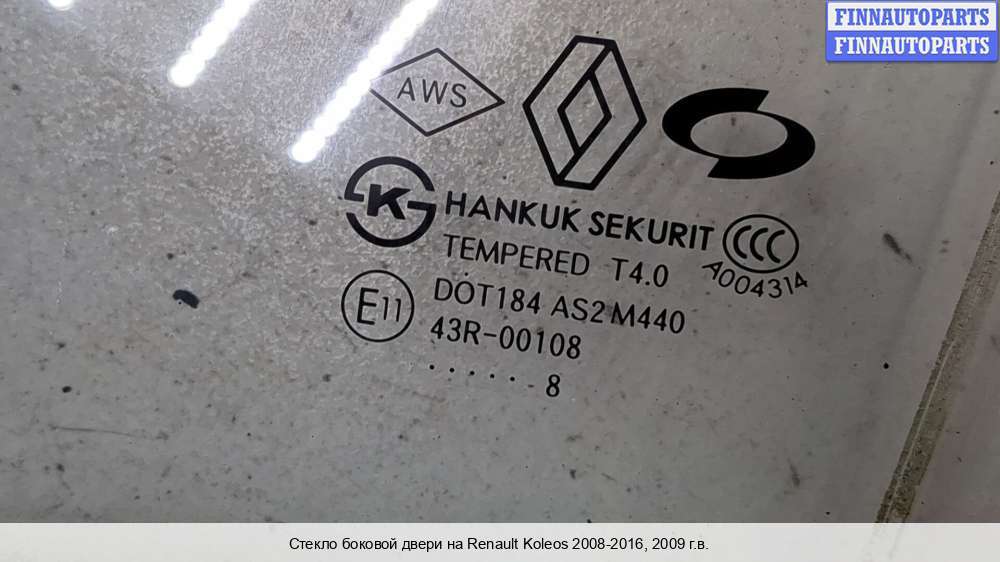 FINNAUTOPARTS
FINNAUTOPARTS
AWS
K
HANKUK SEKURIT
CCC
TEMPERED T4.0
A004314
E11
DOT184 AS2 M440
43R-00108
. . . . . . 8
Стекло боковой двери на Renault Koleos 2008-2016, 2009 г.в.